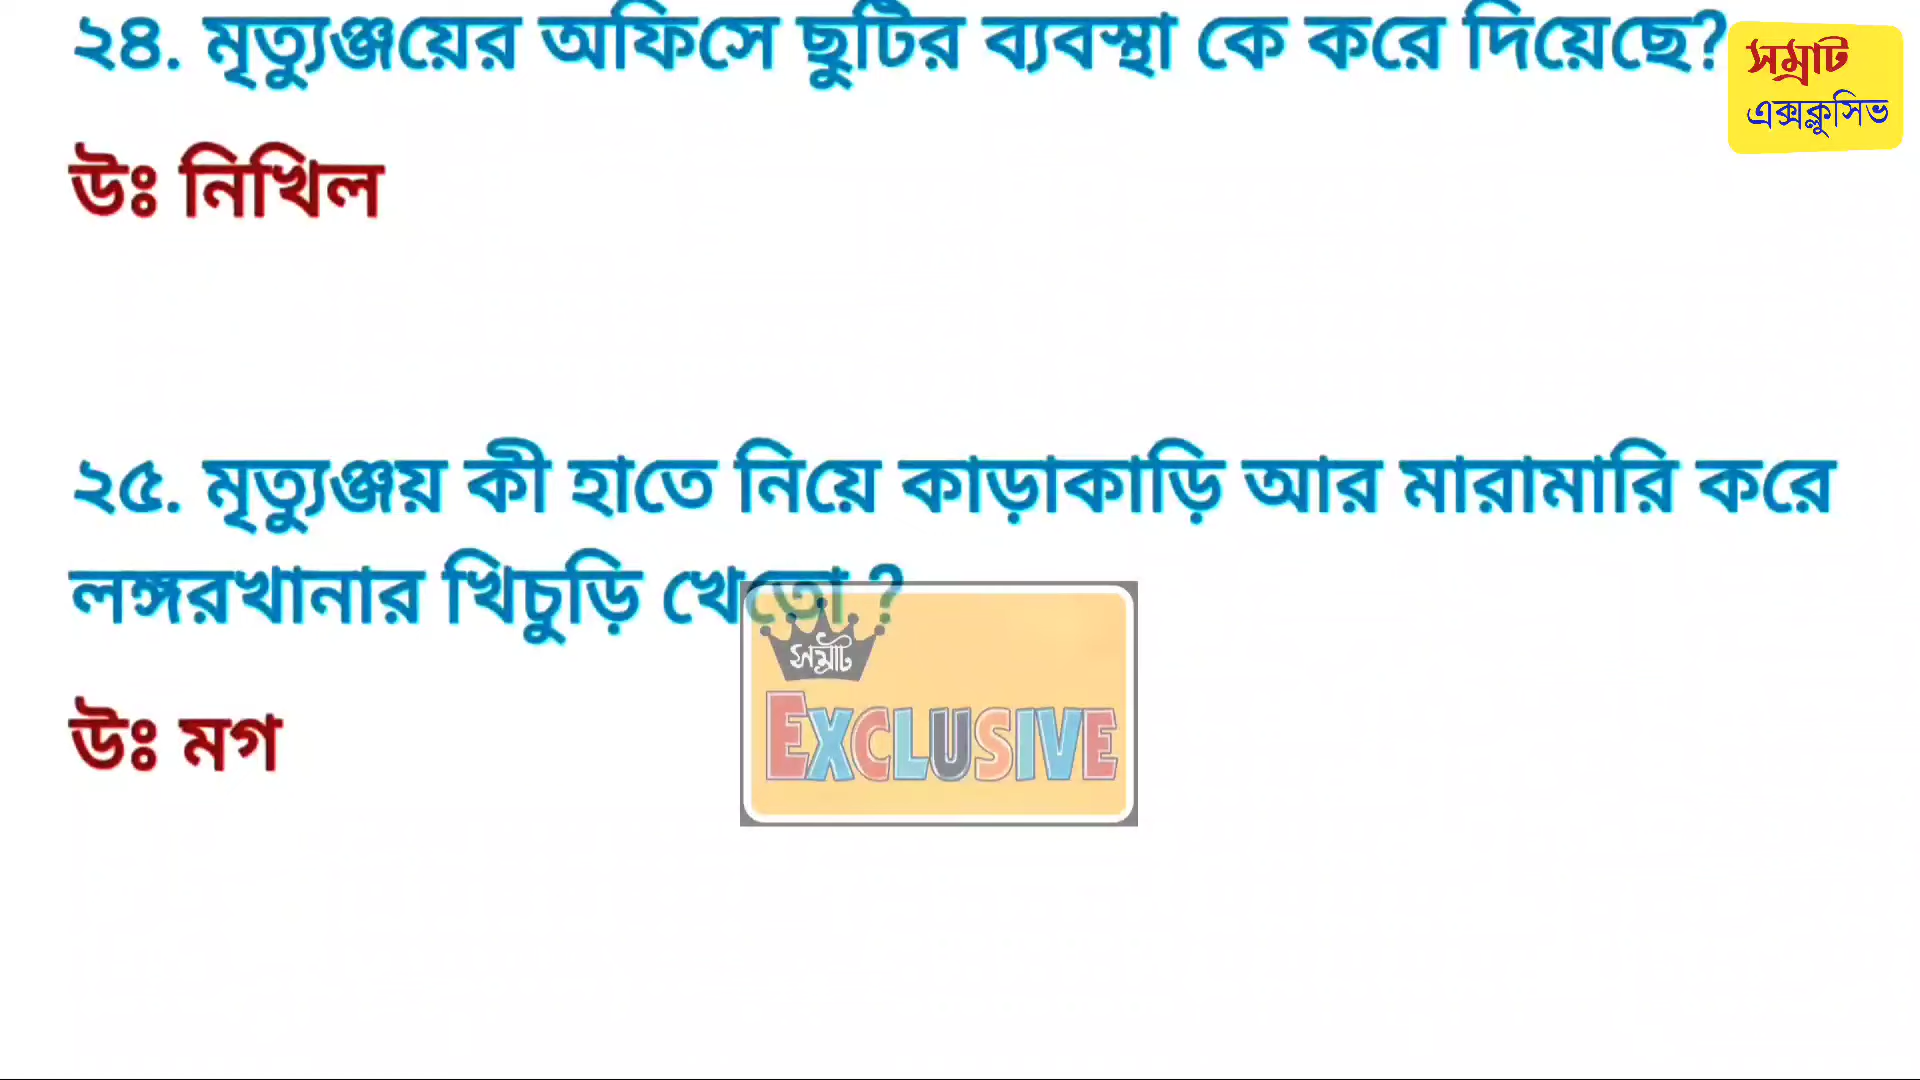 ২৪. মৃত্যুঞ্জয়ের অফিসে ছুটির ব্যবস্থা কে করে দিয়েছে?
সম্রাট
এক্সক্লুসিভ
উঃ নিখিল
২৫. মৃত্যুঞ্জয় কী হাতে নিয়ে কাড়াকাড়ি আর মারামারি করে
লঙ্গরখানার খিচুড়ি খেতো ?
সম্রাট
EXCLUSIVE
উঃ মগ